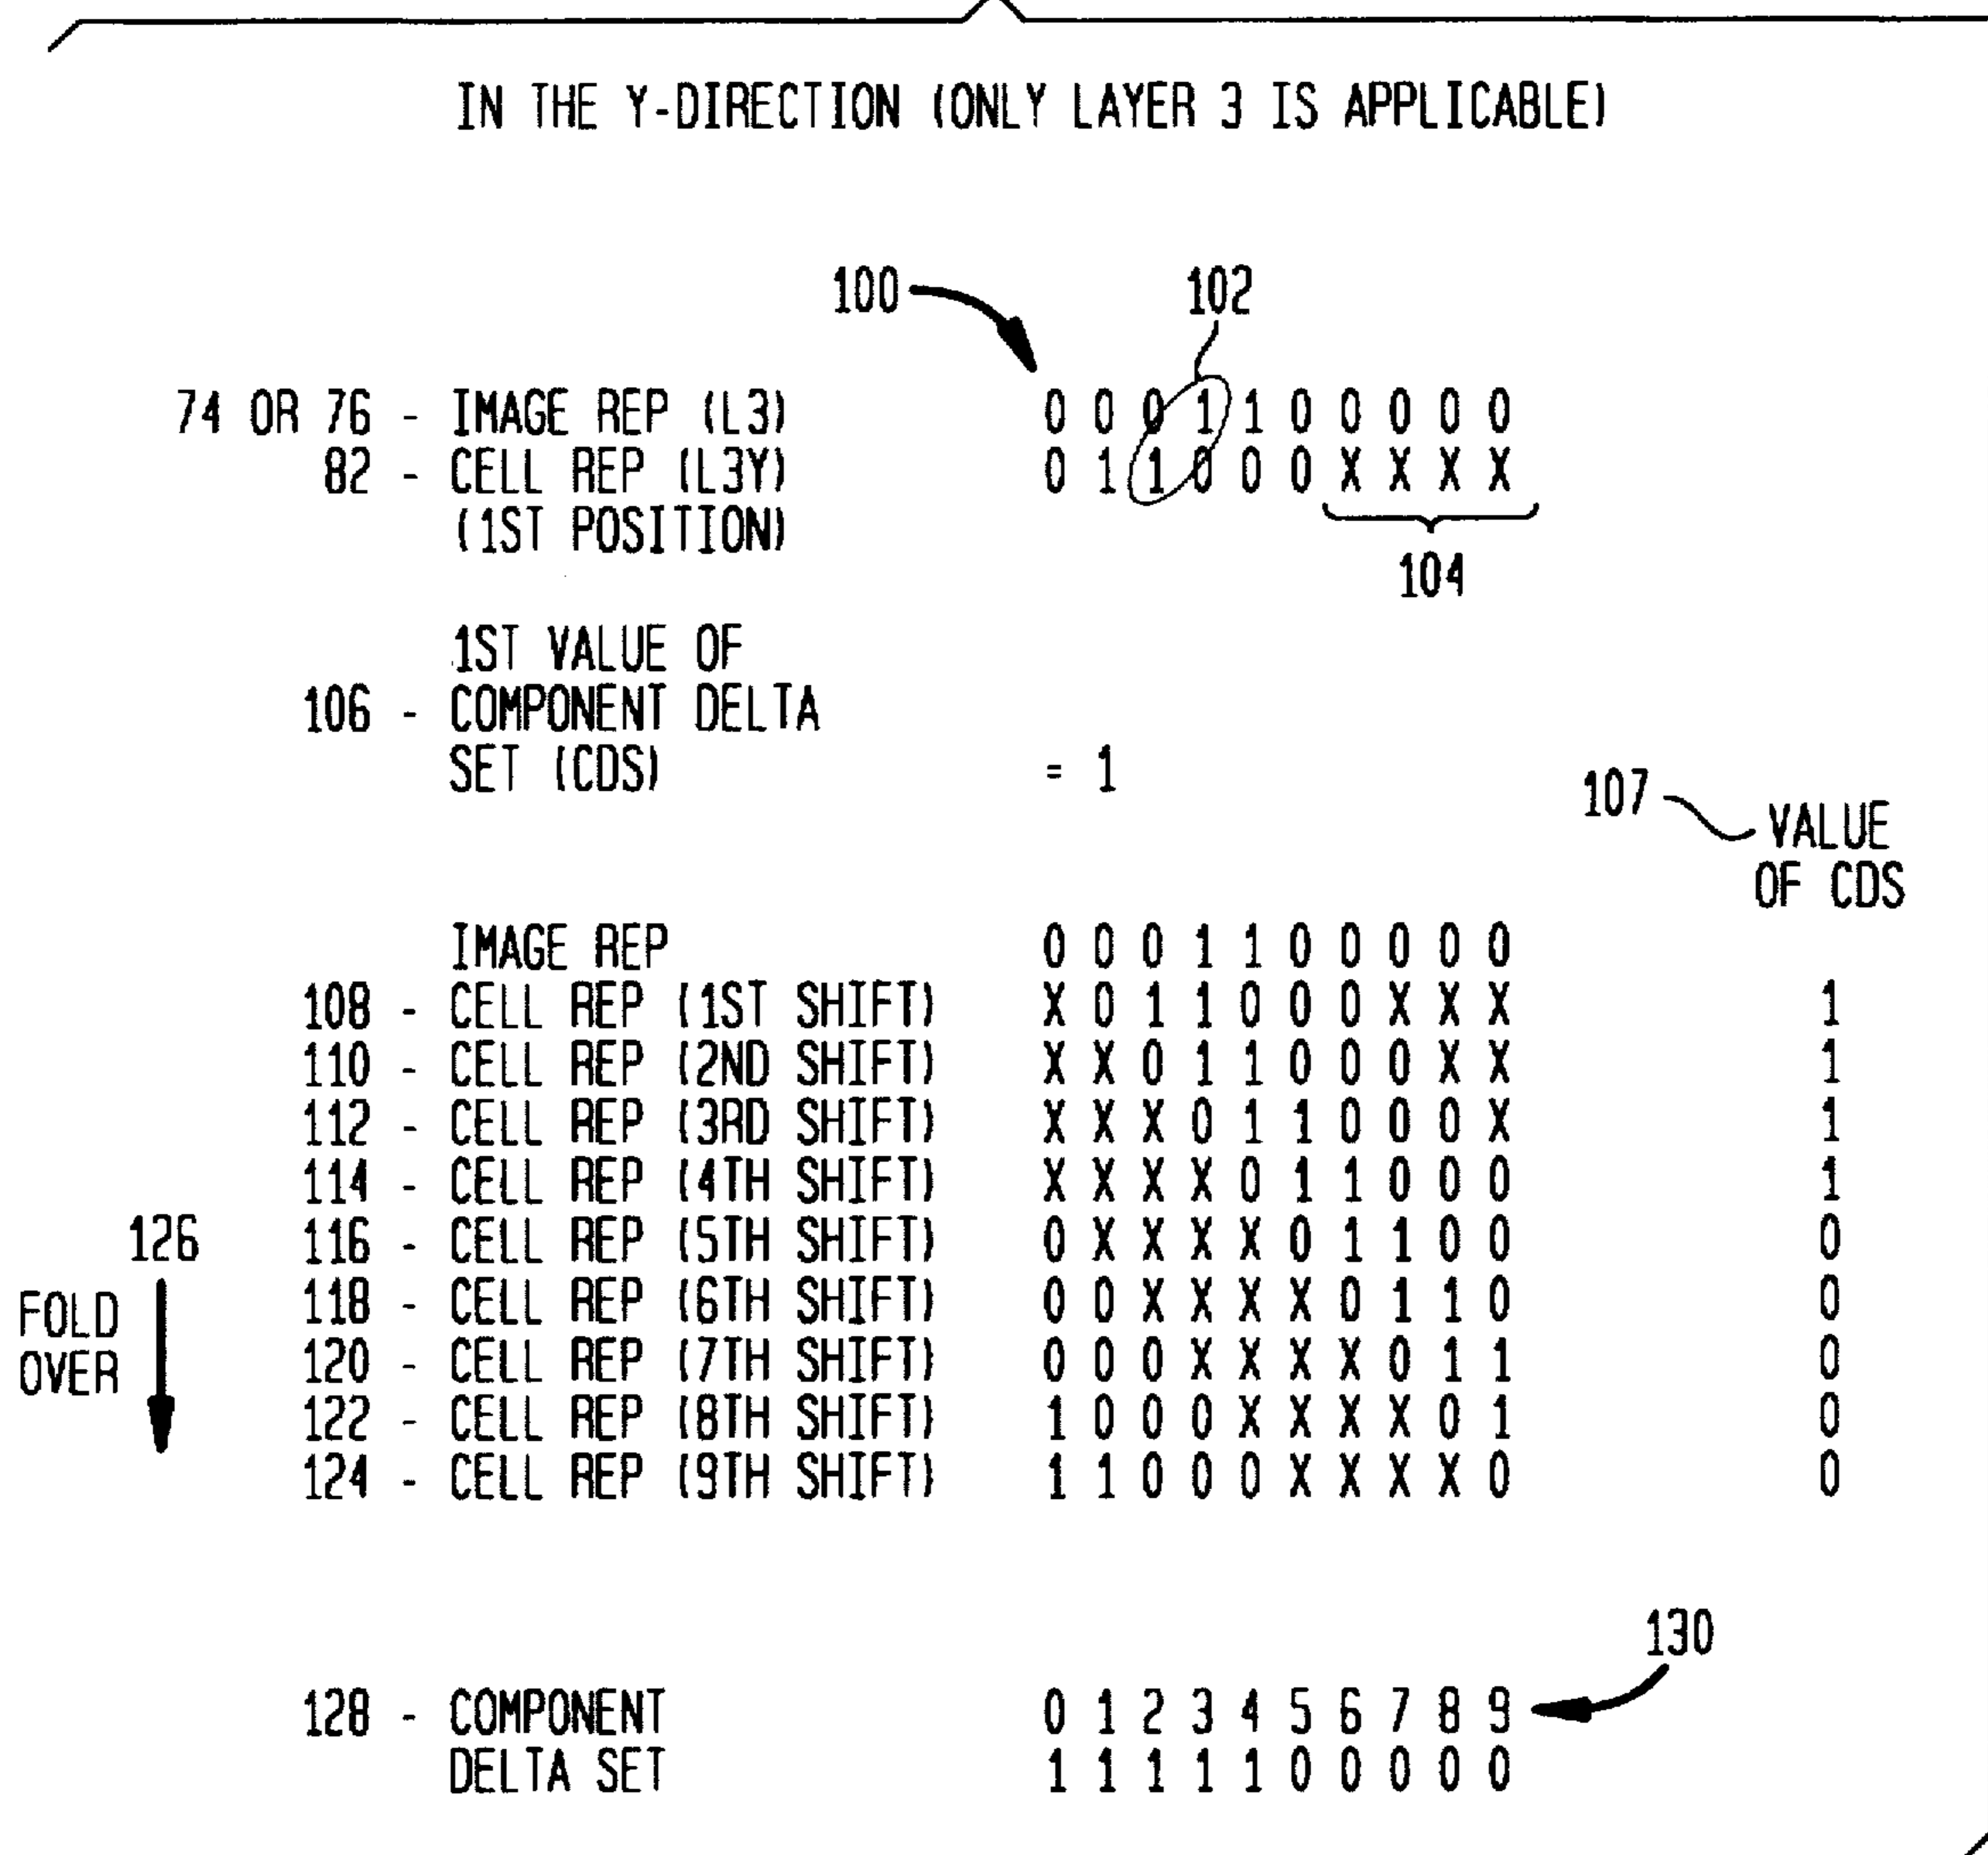 IN THE Y-DIRECTION (ONLY LAYER 3 IS APPLICABLE)
100 102
74 OR 76 - IMAGE REP (L3) 0 0 0 1 1 0 0 0 0 0
82 - CELL REP (L3Y) 0 1 1 0 0 0 X X X X
(1ST POSITION)
104
1ST VALUE OF
106 - COMPONENT DELTA
SET (CDS) = 1
107 VALUE
OF CDS
IMAGE REP 0 0 0 1 1 0 0 0 0 0
108 - CELL REP (1ST SHIFT) X 0 1 1 0 0 0 X X X 1
110 - CELL REP (2ND SHIFT) X X 0 1 1 0 0 0 X X 1
112 - CELL REP (3RD SHIFT) X X X 0 1 1 0 0 0 X 1
114 - CELL REP (4TH SHIFT) X X X X 0 1 1 0 0 0 1
126 116 - CELL REP (5TH SHIFT) 0 X X X X 0 1 1 0 0 0
FOLD 118 - CELL REP (6TH SHIFT) 0 0 X X X X 0 1 1 0 0
OVER 120 - CELL REP (7TH SHIFT) 0 0 0 X X X X 0 1 1 0
122 - CELL REP (8TH SHIFT) 1 0 0 0 X X X X 0 1 0
124 - CELL REP (9TH SHIFT) 1 1 0 0 0 X X X X 0 0
130
128 - COMPONENT 0 1 2 3 4 5 6 7 8 9
DELTA SET 1 1 1 1 1 0 0 0 0 0